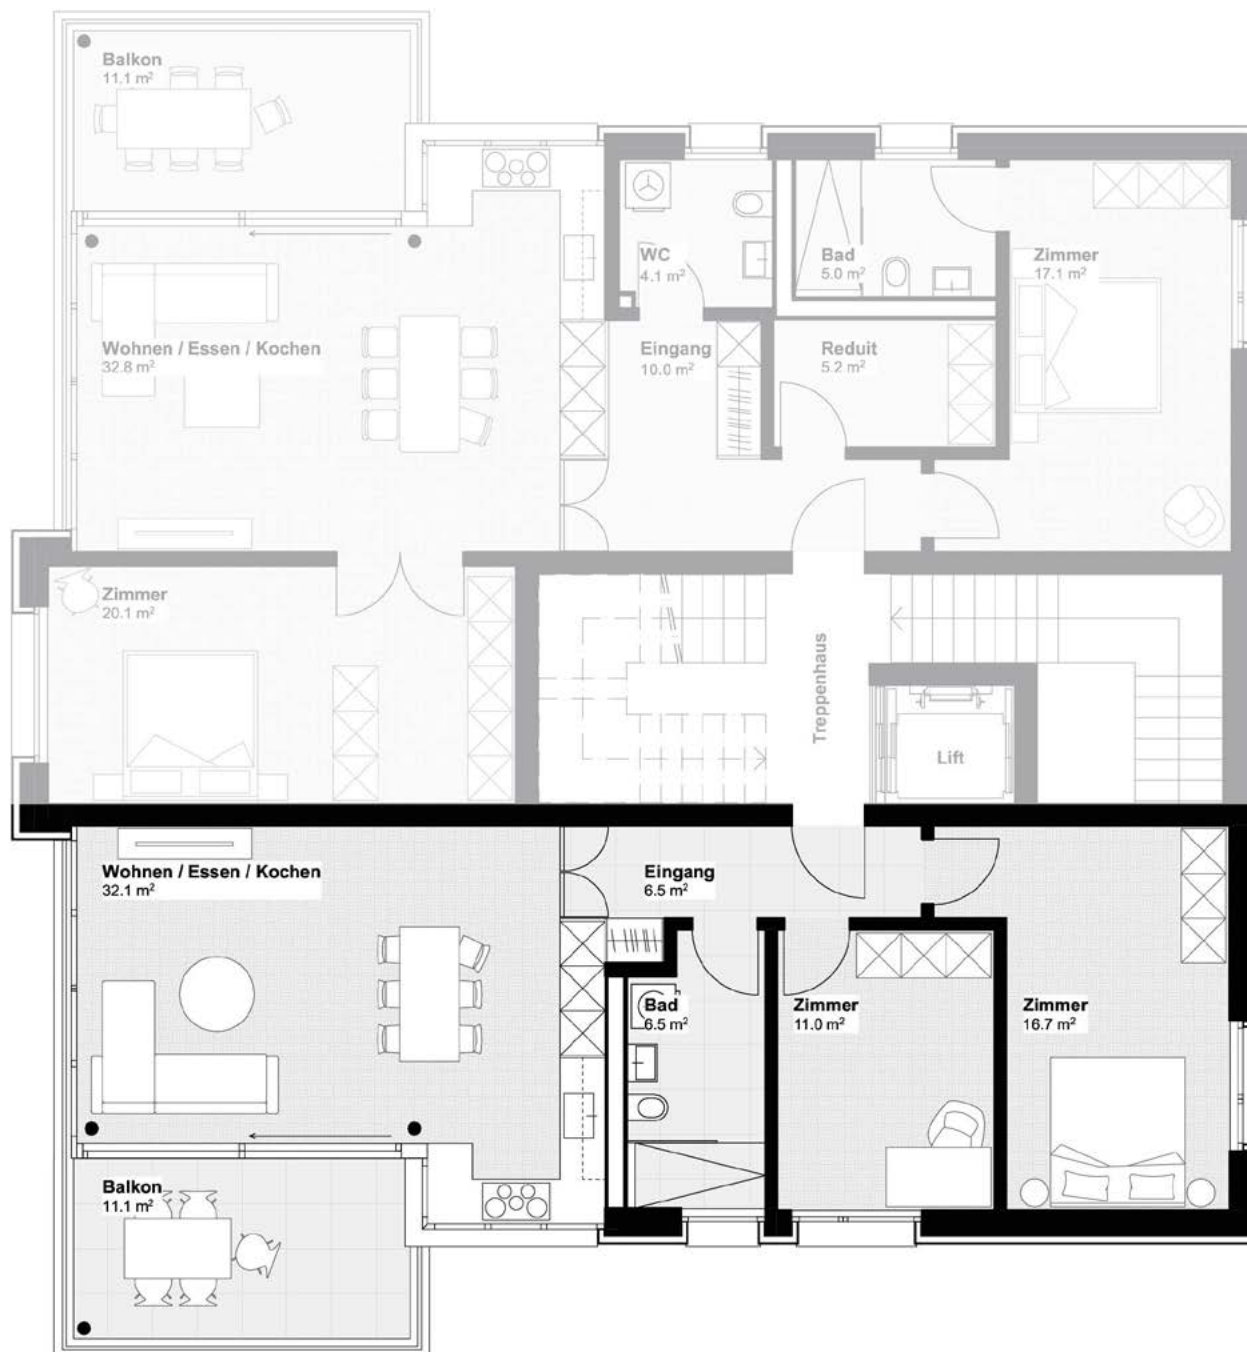 Balkon
11.1 m²
WC
4.1 m²
Bad
5.0 m²
Zimmer
17.1 m²
Wohnen / Essen / Kochen
32.8 m²
Eingang
10.0 m²
Reduit
5.2 m²
Zimmer
20.1 m²
Treppenhaus
Lift
Wohnen / Essen / Kochen
32.1 m²
Eingang
6.5 m²
Bad
6.5 m²
Zimmer
11.0 m²
Zimmer
16.7 m²
Balkon
11.1 m²